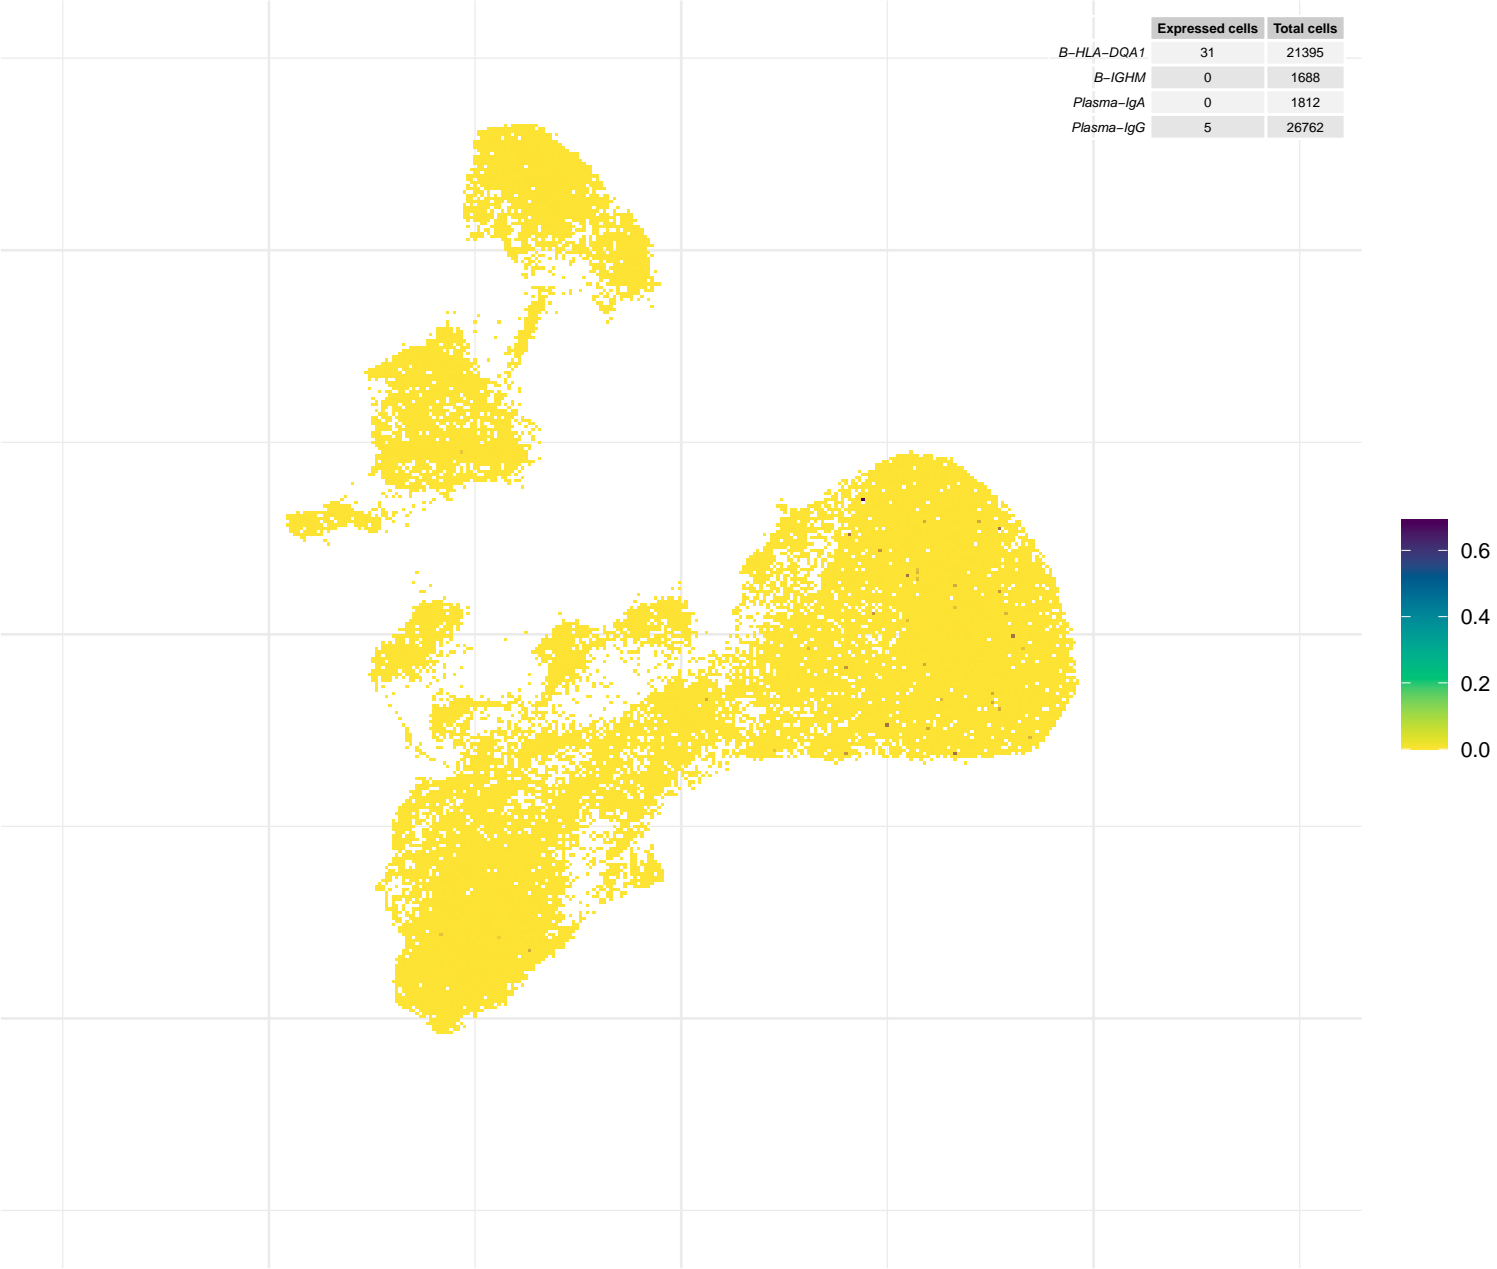 Expressed cells Total cells
B−HLA−DQA1 31 21395
B−IGHM 0 1688
Plasma−IgA 0 1812
Plasma−IgG 5 26762
0.6
0.4
0.2
0.0